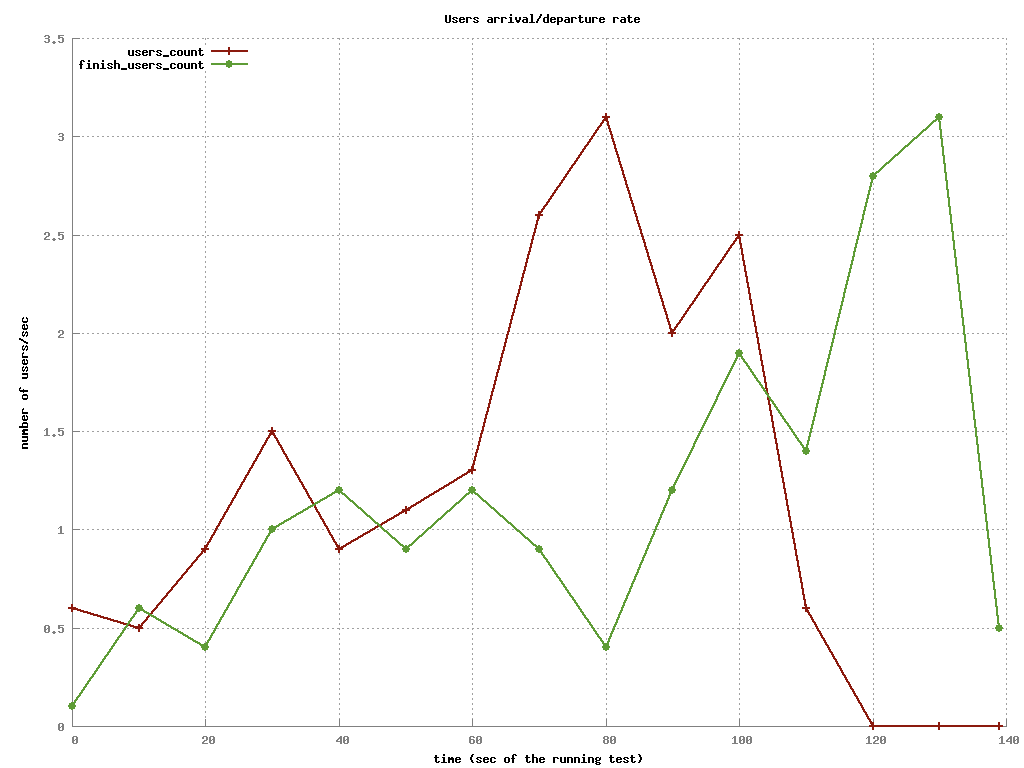 Users arrival/departure rate
3.5
users_count
finish_users_count
3
2.5
2
number of users/sec
1.5
1
0.5
0
0 20 40 60 80 100 120 140
time (sec of the running test)